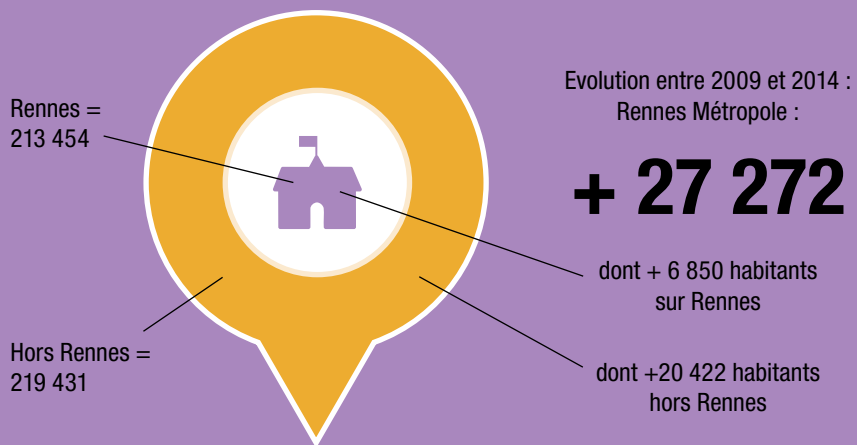 Rennes =
213 454
Hors Rennes =
219 431
Evolution entre 2009 et 2014 :
Rennes Métropole :
+ 27 272
dont + 6 850 habitants
sur Rennes
dont +20 422 habitants
hors Rennes